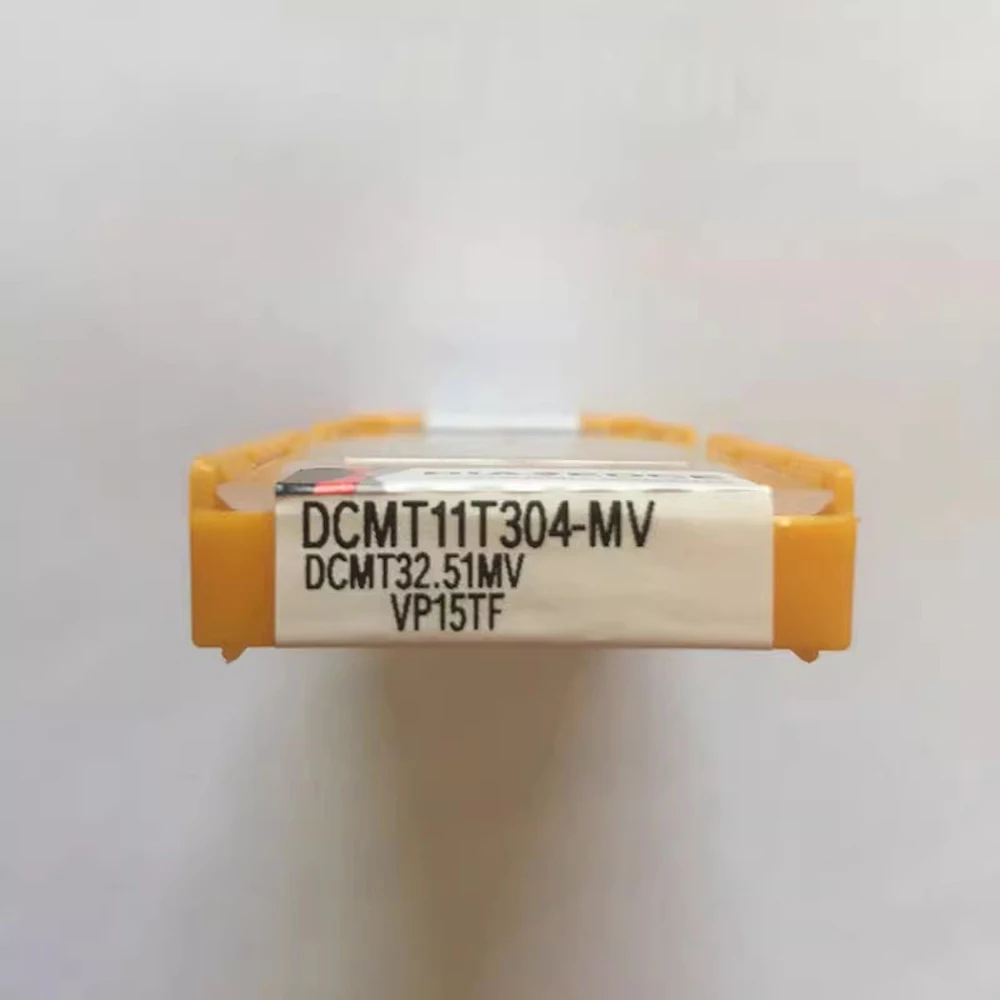 DCMT11T304-MV
DCMT32.51MV
VP15TF